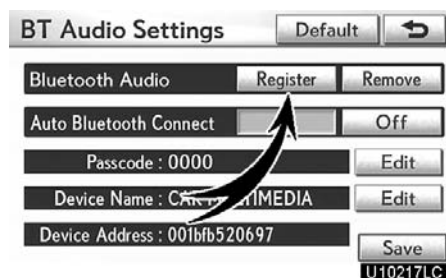 BT Audio Settings Default
Bluetooth Audio Register Remove
Auto Bluetooth Connect Off
Passcode : 0000 Edit
Device Name : CAR MULTIMEDIA Edit
Device Address : 001bfb520697
Save
U10217LC